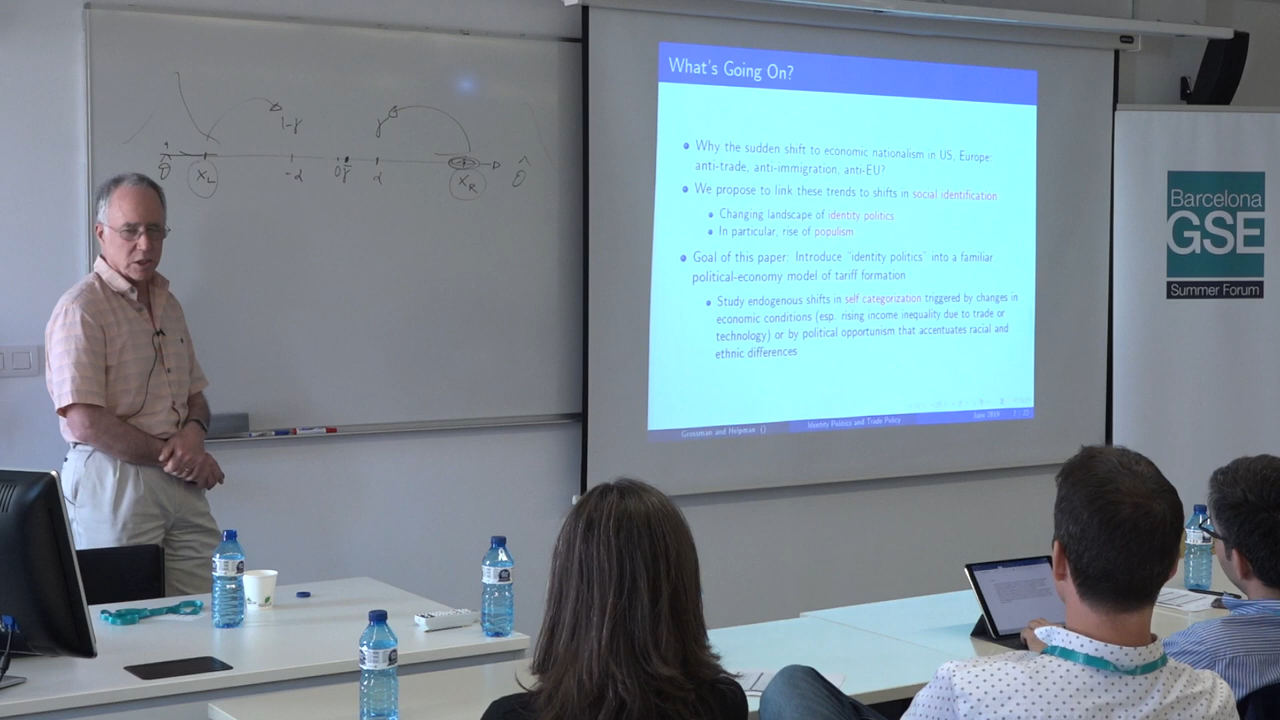 1-γ
γ
θ
X_L
-α
0
γ̄
α
X_R
θ̂
What's Going On?
Why the sudden shift to economic nationalism in US, Europe:
anti-trade, anti-immigration, anti-EU?
We propose to link these trends to shifts in social identification
Changing landscape of identity politics
In particular, rise of populism
Goal of this paper: Introduce "identity politics" into a familiar
political-economy model of tariff formation
Study endogenous shifts in self categorization triggered by changes in
economic conditions (esp. rising income inequality due to trade or
technology) or by political opportunism that accentuates racial and
ethnic differences
Grossman and Helpman () Identity Politics and Trade Policy June 2019
Barcelona
GSE
Summer Forum